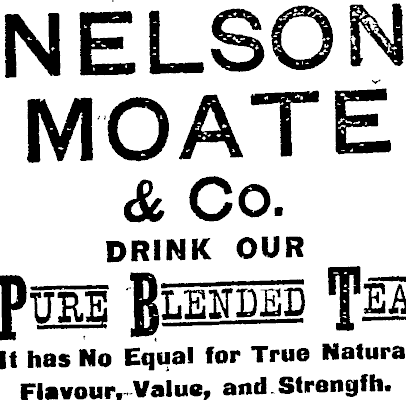 NELSON
MOATE
& Co.
DRINK OUR
PURE BLENDED TEA
It has No Equal for True Natura
Flavour, Value, and Strength.